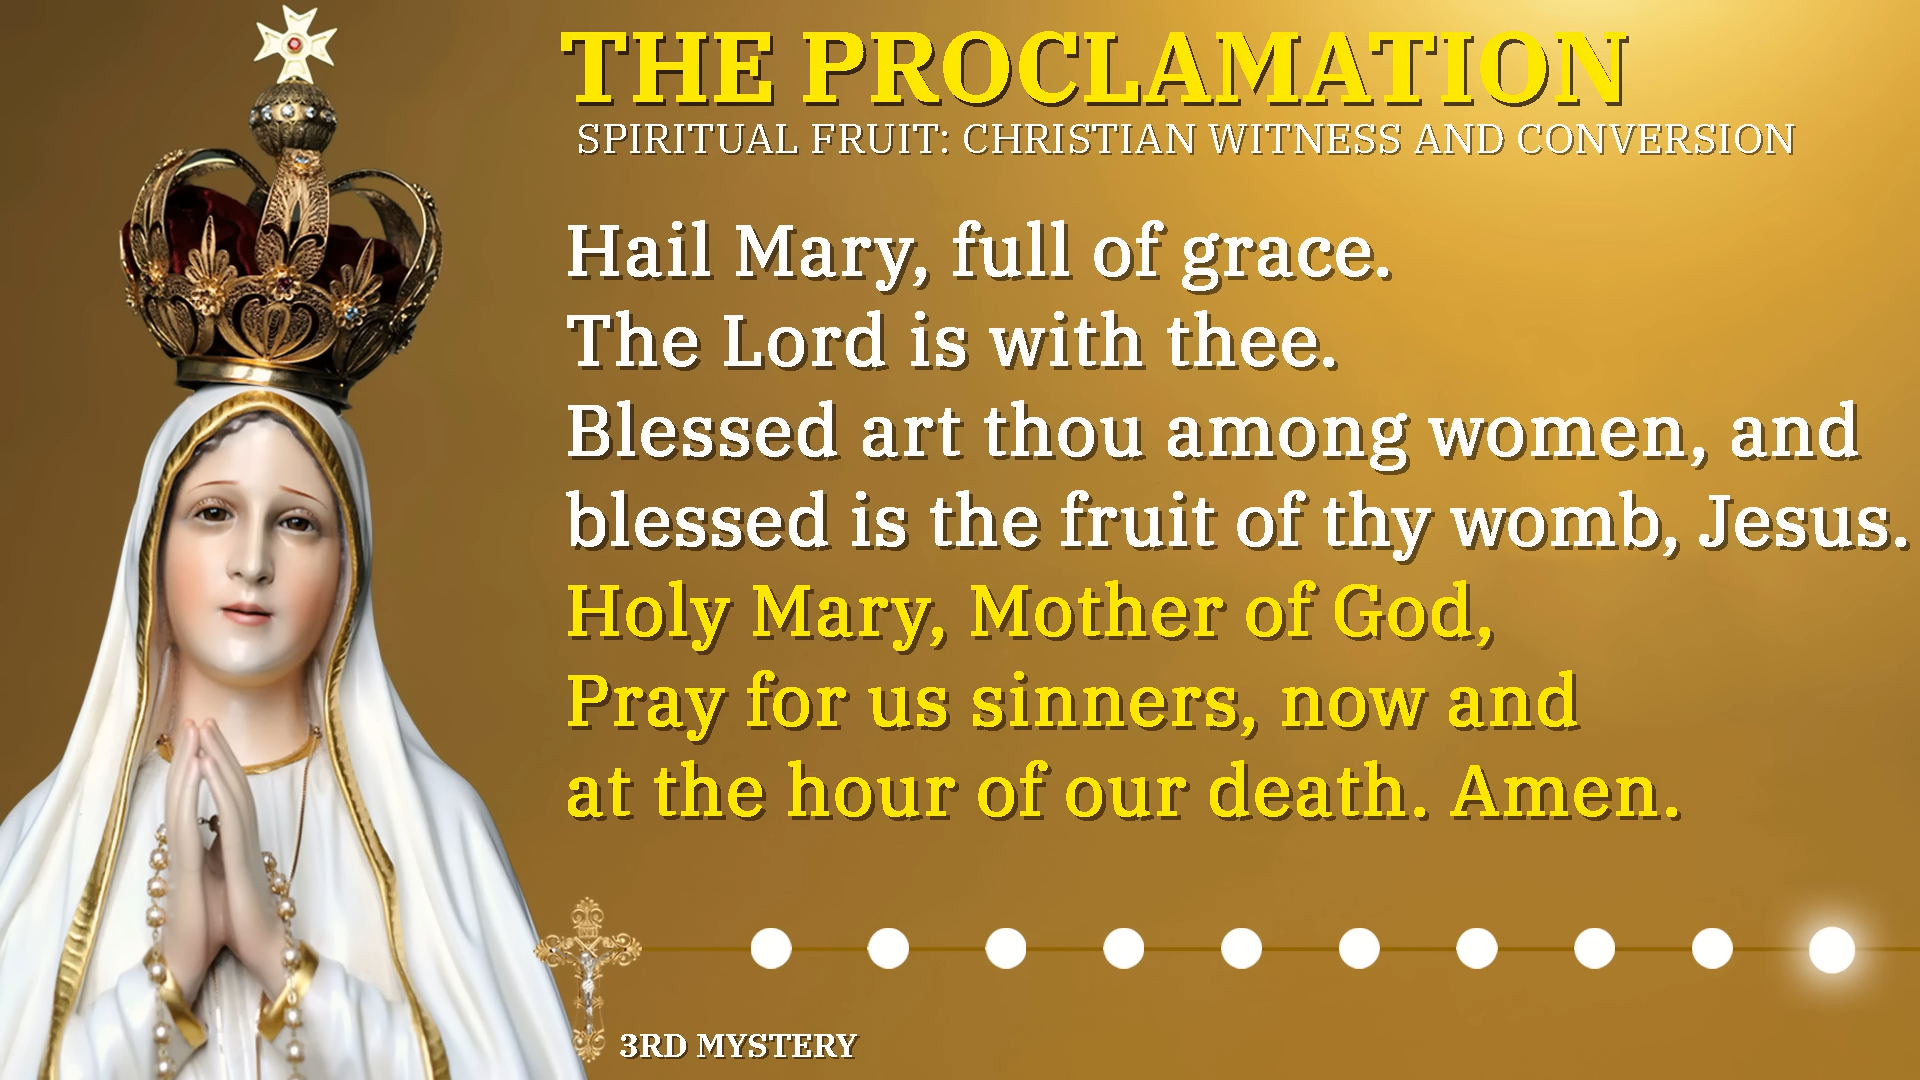 THE PROCLAMATION
SPIRITUAL FRUIT: CHRISTIAN WITNESS AND CONVERSION
Hail Mary, full of grace.
The Lord is with thee.
Blessed art thou among women, and
blessed is the fruit of thy womb, Jesus.
Holy Mary, Mother of God,
Pray for us sinners, now and
at the hour of our death. Amen.
3RD MYSTERY